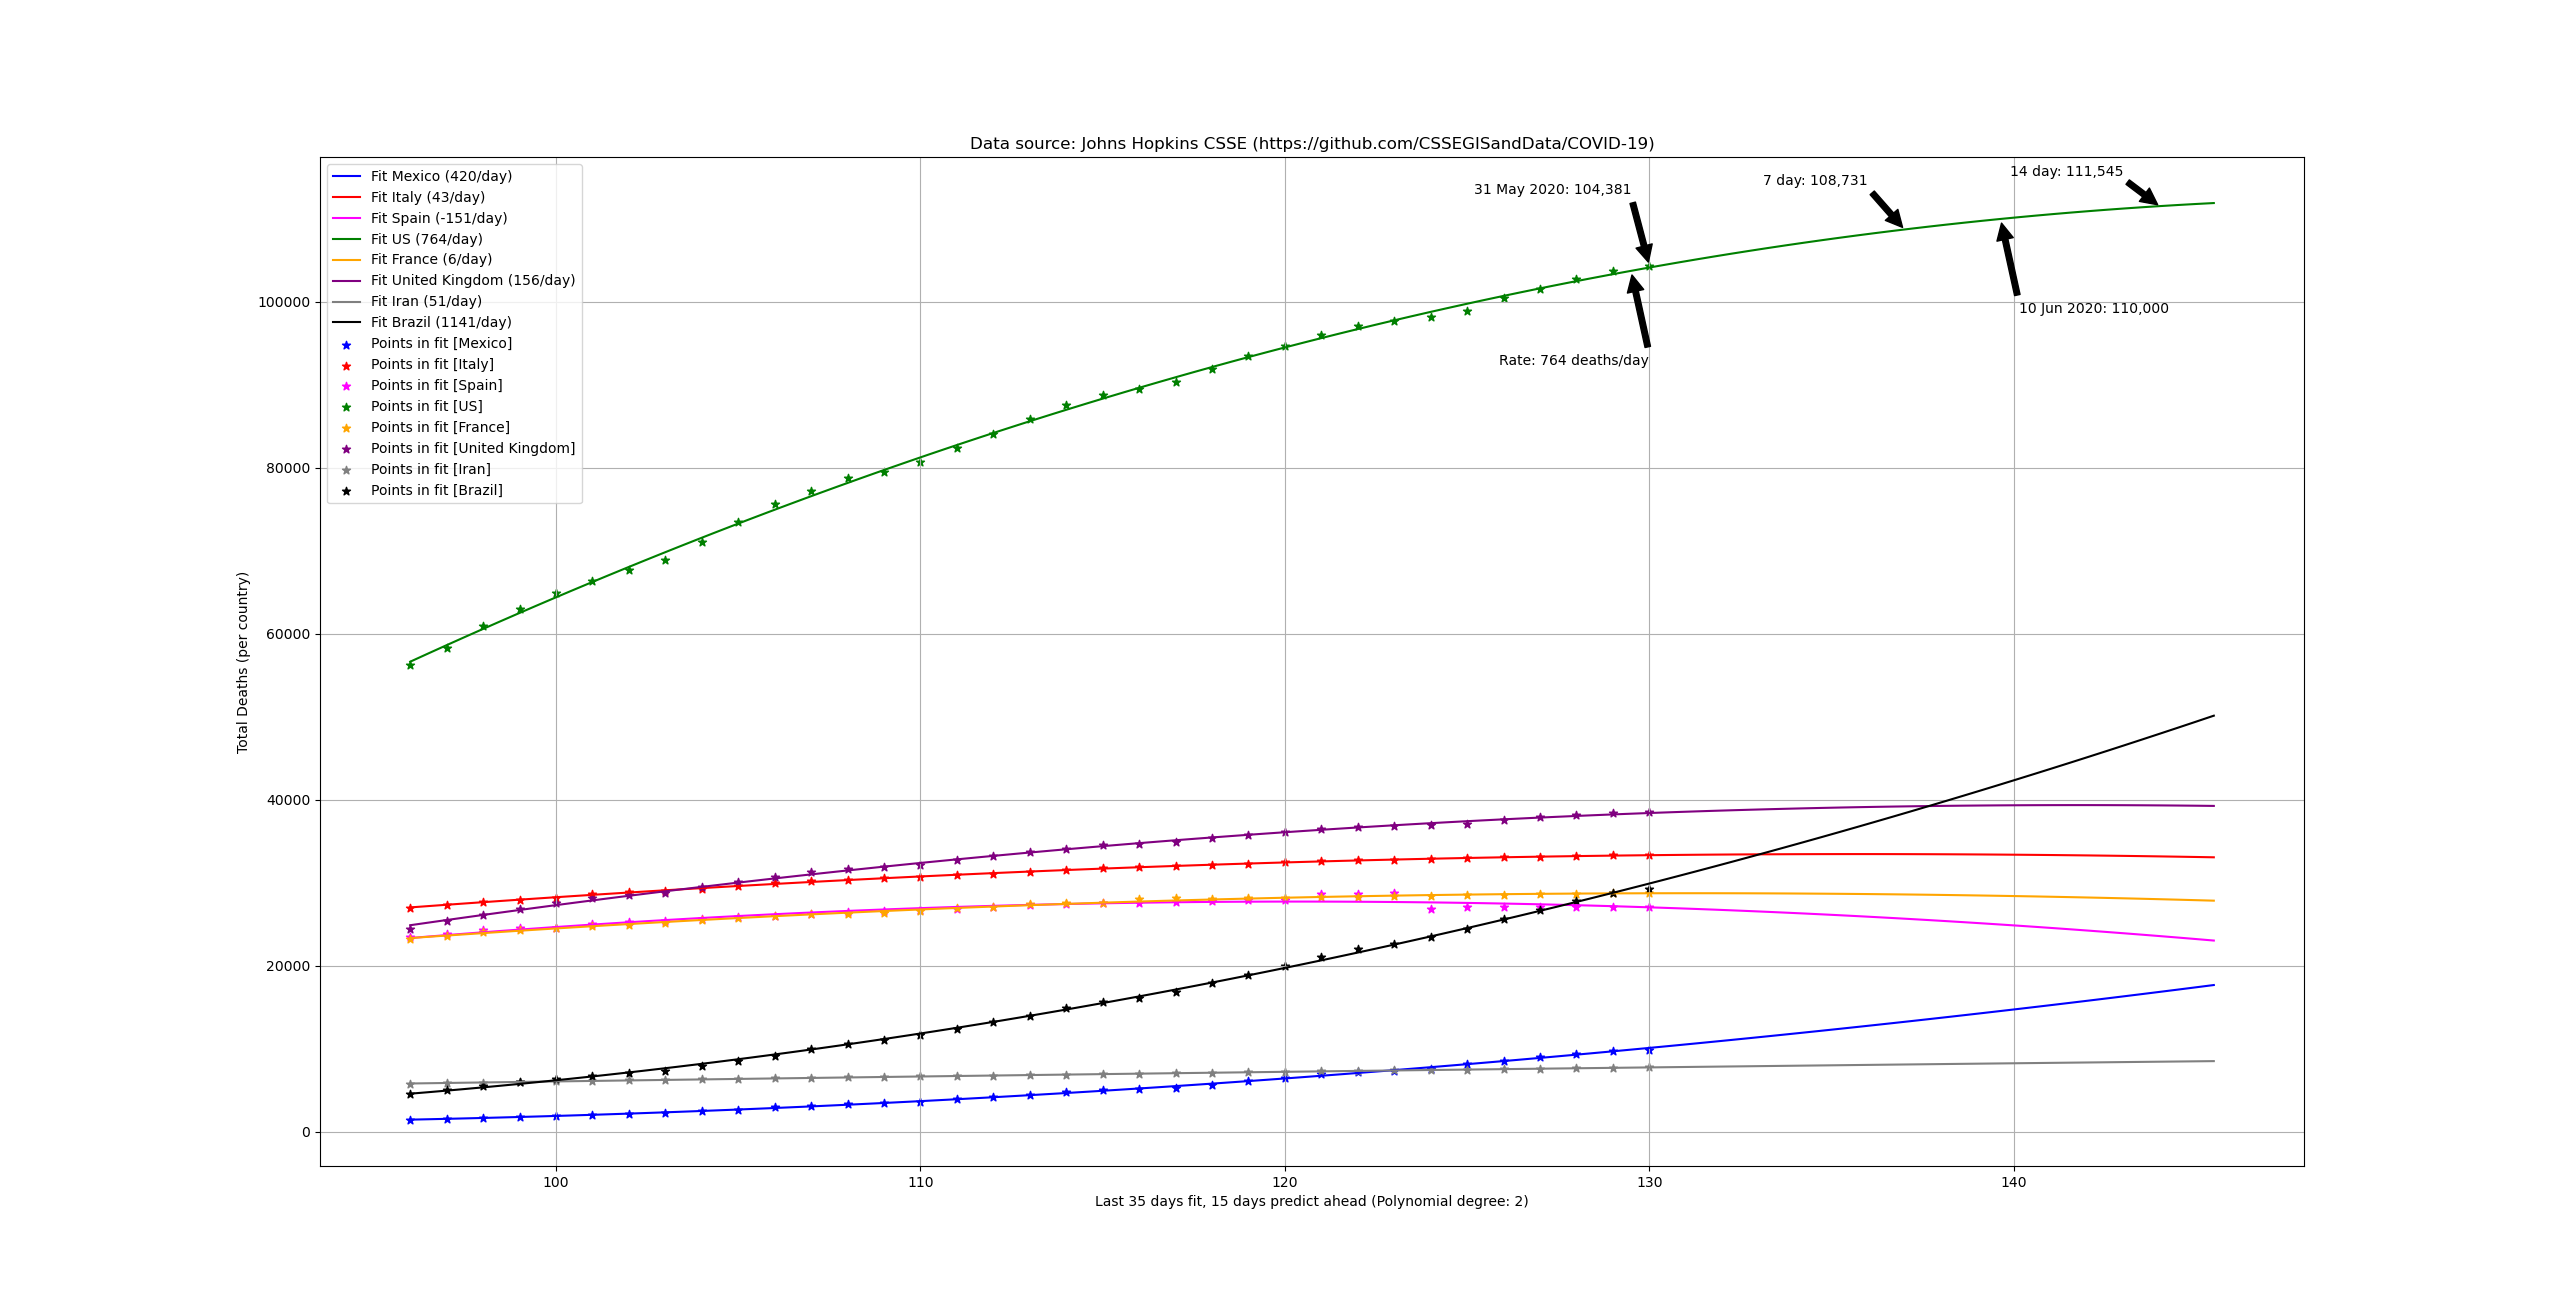 Data source: Johns Hopkins CSSE (https://github.com/CSSEGISandData/COVID-19)
Fit Mexico (420/day)
Fit Italy (43/day)
Fit Spain (-151/day)
Fit US (764/day)
Fit France (6/day)
Fit United Kingdom (156/day)
Fit Iran (51/day)
Fit Brazil (1141/day)
Points in fit [Mexico]
Points in fit [Italy]
Points in fit [Spain]
Points in fit [US]
Points in fit [France]
Points in fit [United Kingdom]
Points in fit [Iran]
Points in fit [Brazil]
31 May 2020: 104,381
7 day: 108,731
14 day: 111,545
10 Jun 2020: 110,000
Rate: 764 deaths/day
Total Deaths (per country)
100000
80000
60000
40000
20000
0
100
110
120
130
140
Last 35 days fit, 15 days predict ahead (Polynomial degree: 2)